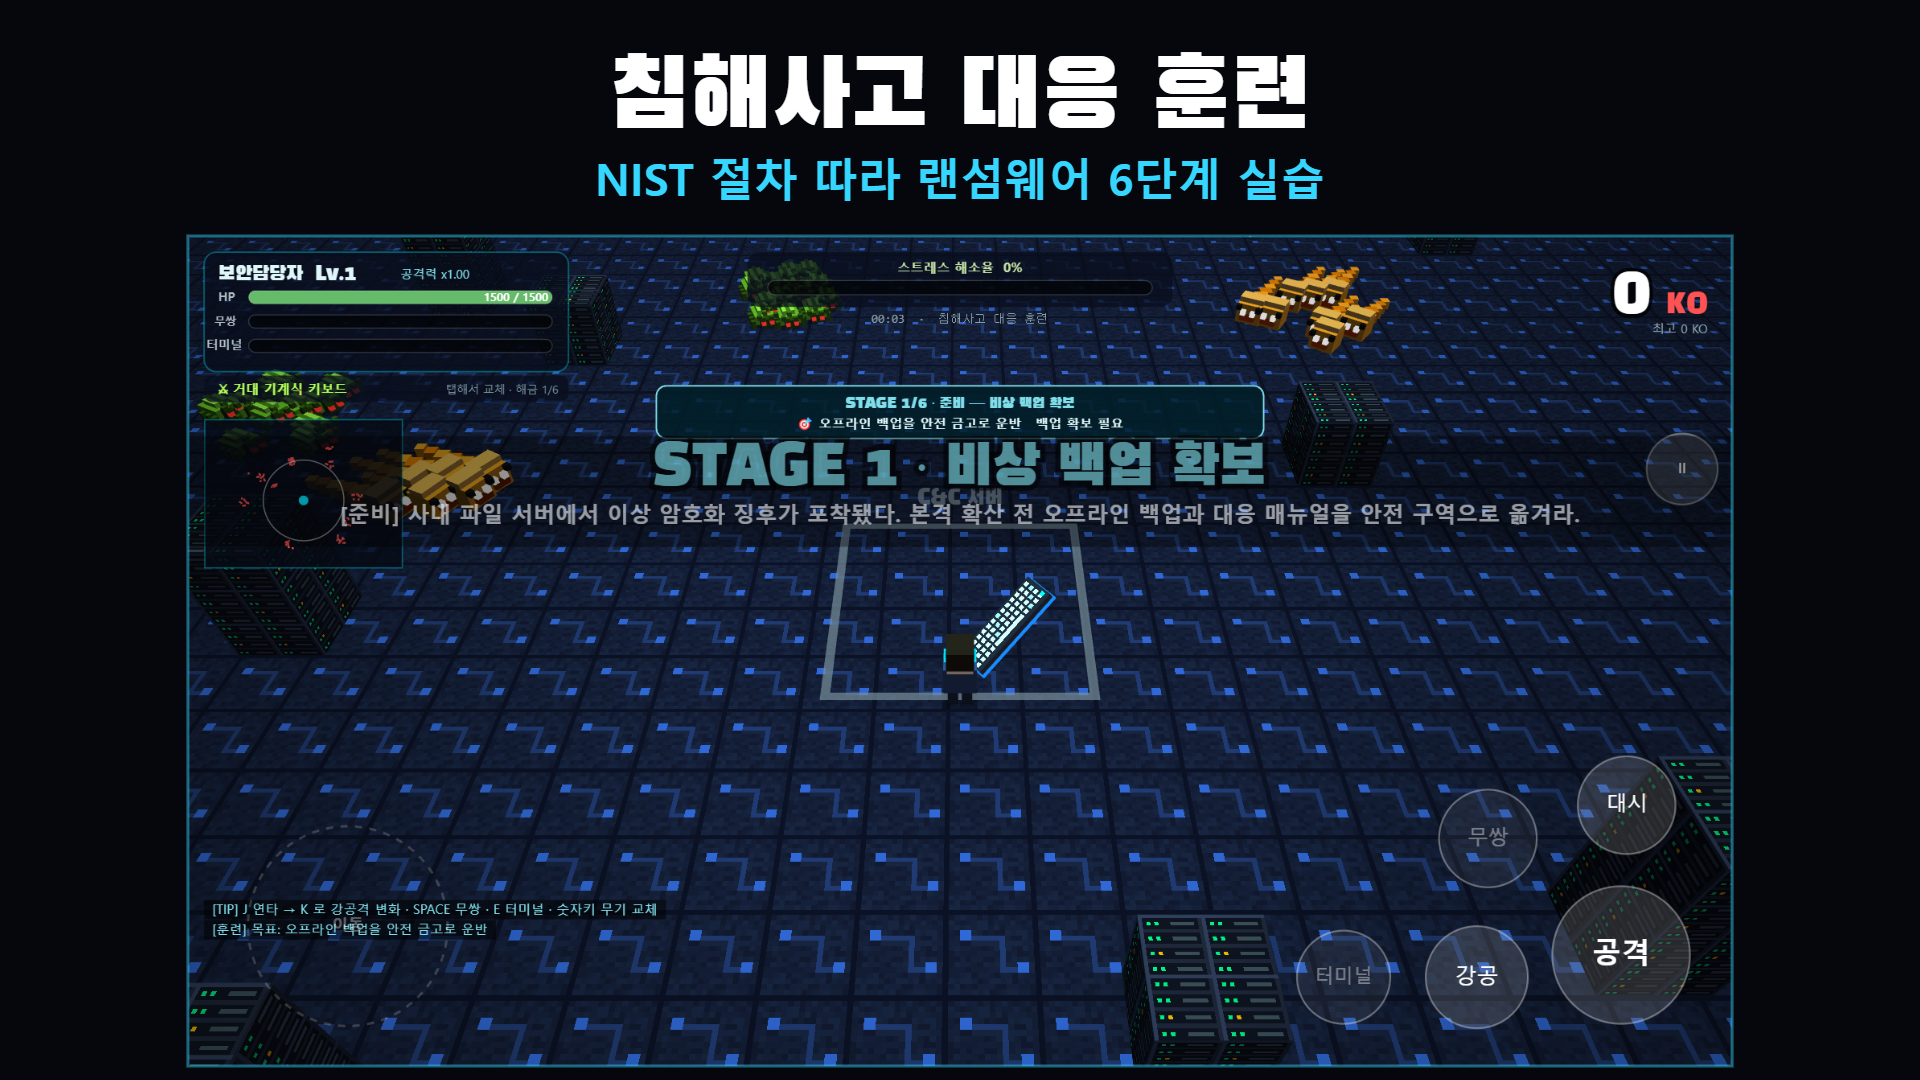 침해사고 대응 훈련
NIST 절차 따라 랜섬웨어 6단계 실습
보안담당자 Lv.1 공격력 x1.00
HP 1500 / 1500
무쌍
터미널
거대 기계식 키보드 탭해서 교체 · 해금 1/6
스트레스 해소율 0%
00:03 · 침해사고 대응 훈련
0 KO
최고 0 KO
STAGE 1/6 · 준비 — 비상 백업 확보
🎯 오프라인 백업을 안전 금고로 운반 백업 확보 필요
STAGE 1 · 비상 백업 확보
C&C 서버
[준비] 사내 파일 서버에서 이상 암호화 징후가 포착됐다. 본격 확산 전 오프라인 백업과 대응 매뉴얼을 안전 구역으로 옮겨라.
II
대시
무쌍
공격
강공
터미널
이동
[TIP] J 연타 → K 로 강공격 변화 · SPACE 무쌍 · E 터미널 · 숫자키 무기 교체
[훈련] 목표: 오프라인 백업을 안전 금고로 운반